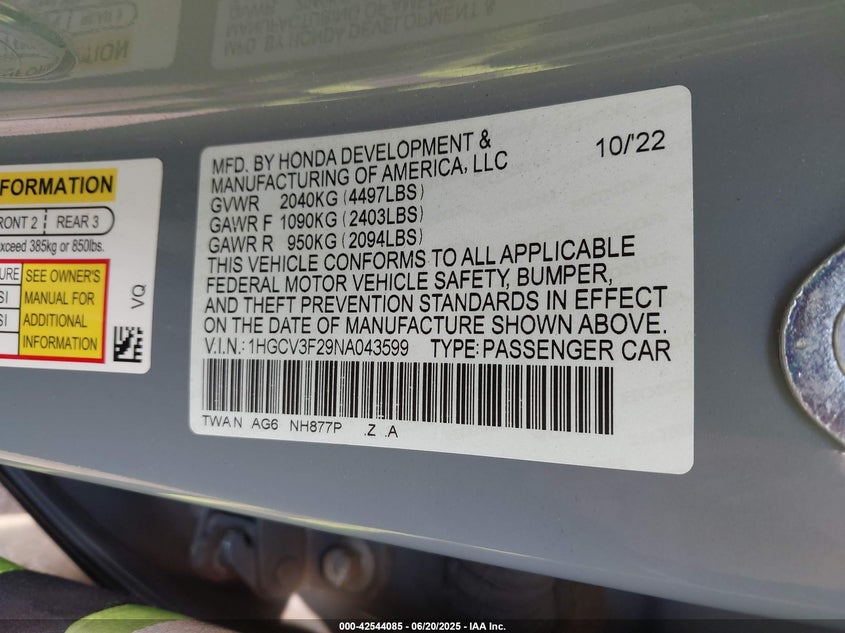 FORMATION
RONT 2 REAR 3
xceed 385kg or 850lbs.
URE
SI
SI
SEE OWNER'S
MANUAL FOR
ADDITIONAL
INFORMATION
VQ
MFD. BY HONDA DEVELOPMENT & 10/'22
MANUFACTURING OF AMERICA, LLC
GVWR 2040KG (4497LBS)
GAWR F 1090KG (2403LBS)
GAWR R 950KG (2094LBS)
THIS VEHICLE CONFORMS TO ALL APPLICABLE
FEDERAL MOTOR VEHICLE SAFETY, BUMPER,
AND THEFT PREVENTION STANDARDS IN EFFECT
ON THE DATE OF MANUFACTURE SHOWN ABOVE.
V.I.N.: 1HGCV3F29NA043599 TYPE: PASSENGER CAR
TWA N AG6 NH877P .Z .A
000-42544085 - 06/20/2025 - IAA Inc.